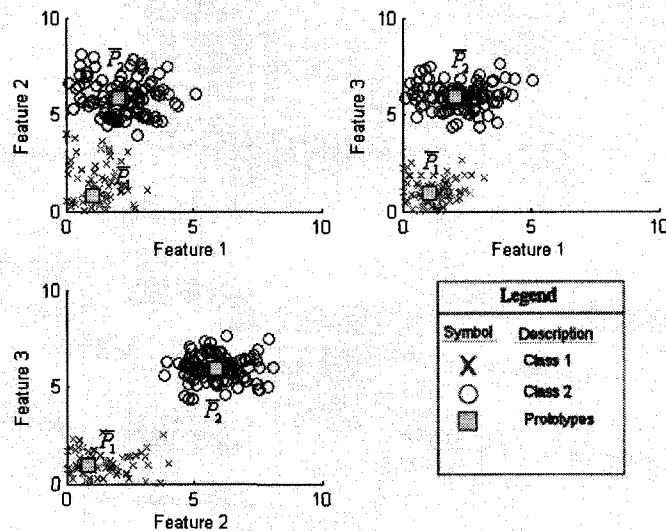 10
P̅₂
Feature 2
5
P̅₁
0
0
5
10
Feature 1
10
P̅₂
Feature 3
5
P̅₁
0
0
5
10
Feature 1
10
Feature 3
5
P̅₂
P̅₁
0
0
5
10
Feature 2
Legend
Symbol Description
Class 1
Class 2
Prototypes